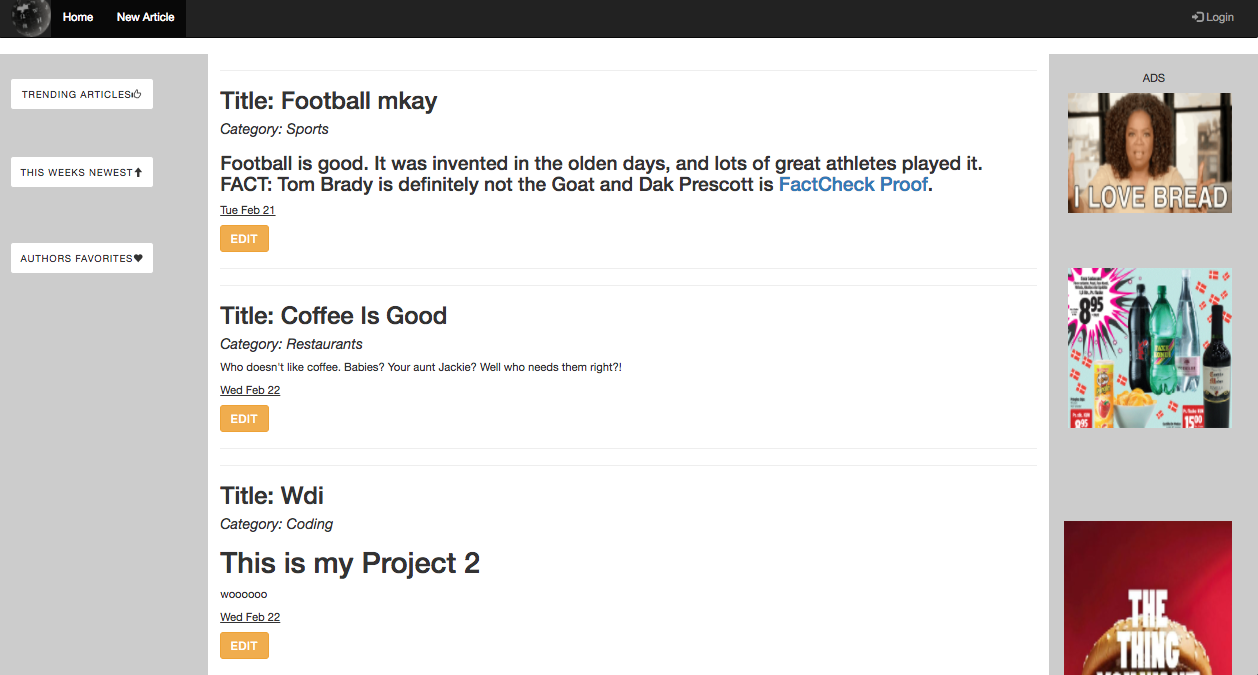 Home
New Article
Login
TRENDING ARTICLES
THIS WEEKS NEWEST
AUTHORS FAVORITES
Title: Football mkay
Category: Sports
Football is good. It was invented in the olden days, and lots of great athletes played it.
FACT: Tom Brady is definitely not the Goat and Dak Prescott is FactCheck Proof.
Tue Feb 21
EDIT
Title: Coffee Is Good
Category: Restaurants
Who doesn't like coffee. Babies? Your aunt Jackie? Well who needs them right?!
Wed Feb 22
EDIT
Title: Wdi
Category: Coding
This is my Project 2
woooooo
Wed Feb 22
EDIT
ADS
I LOVE BREAD
895
895
1500
THE
THING